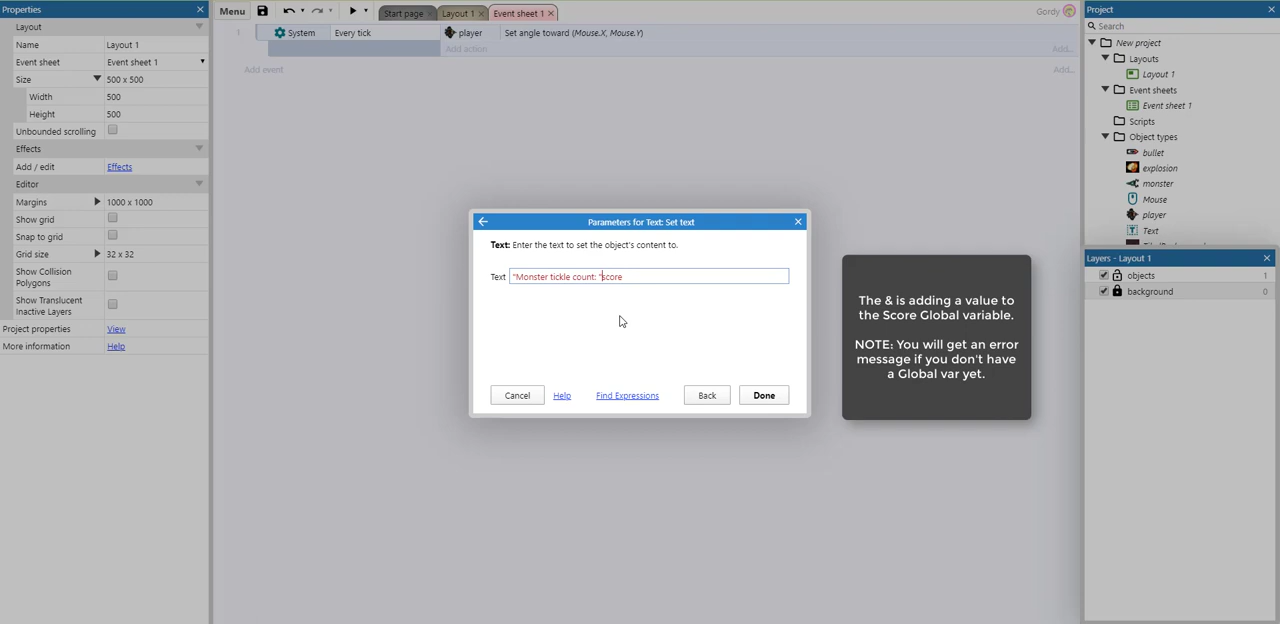 Properties
Layout
Name Layout 1
Event sheet Event sheet 1
Size 500 x 500
Width 500
Height 500
Unbounded scrolling
Effects
Add / edit Effects
Editor
Margins 1000 x 1000
Show grid
Snap to grid
Grid size 32 x 32
Show Collision
Polygons
Show Translucent
Inactive Layers
Project properties View
More information Help
Menu
Start page
Layout 1
Event sheet 1
Gordy
1
System
Every tick
player
Set angle toward (Mouse.X, Mouse.Y)
Add action
Add...
Add event
Add...
Parameters for Text: Set text
Text: Enter the text to set the object's content to.
Text "Monster tickle count: "score
Cancel
Help
Find Expressions
Back
Done
The & is adding a value to
the Score Global variable.
NOTE: You will get an error
message if you don't have
a Global var yet.
Project
Search
New project
Layouts
Layout 1
Event sheets
Event sheet 1
Scripts
Object types
bullet
explosion
monster
Mouse
player
Text
Layers - Layout 1
objects 1
background 0